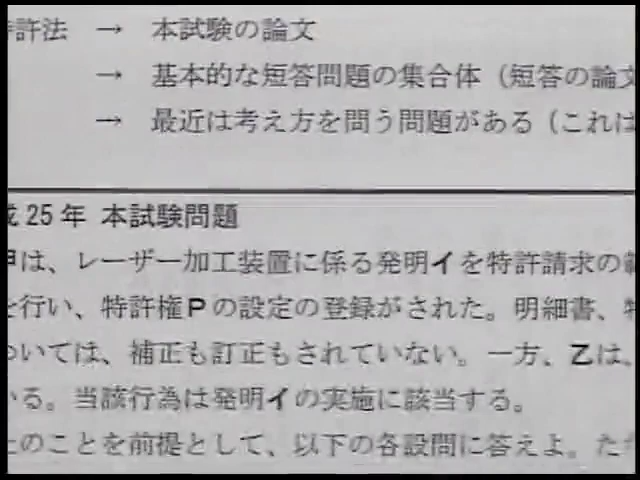 許法 → 本試験の論文
→ 基本的な短答問題の集合体（短答の論文
→ 最近は考え方を問う問題がある（これは
25年 本試験問題
は、レーザー加工装置に係る発明イを特許請求の
を行い、特許権Pの設定の登録がされた。明細書、
ついては、補正も訂正もされていない。一方、乙は、
いる。当該行為は発明イの実施に該当する。
のことを前提として、以下の各設問に答えよ。た